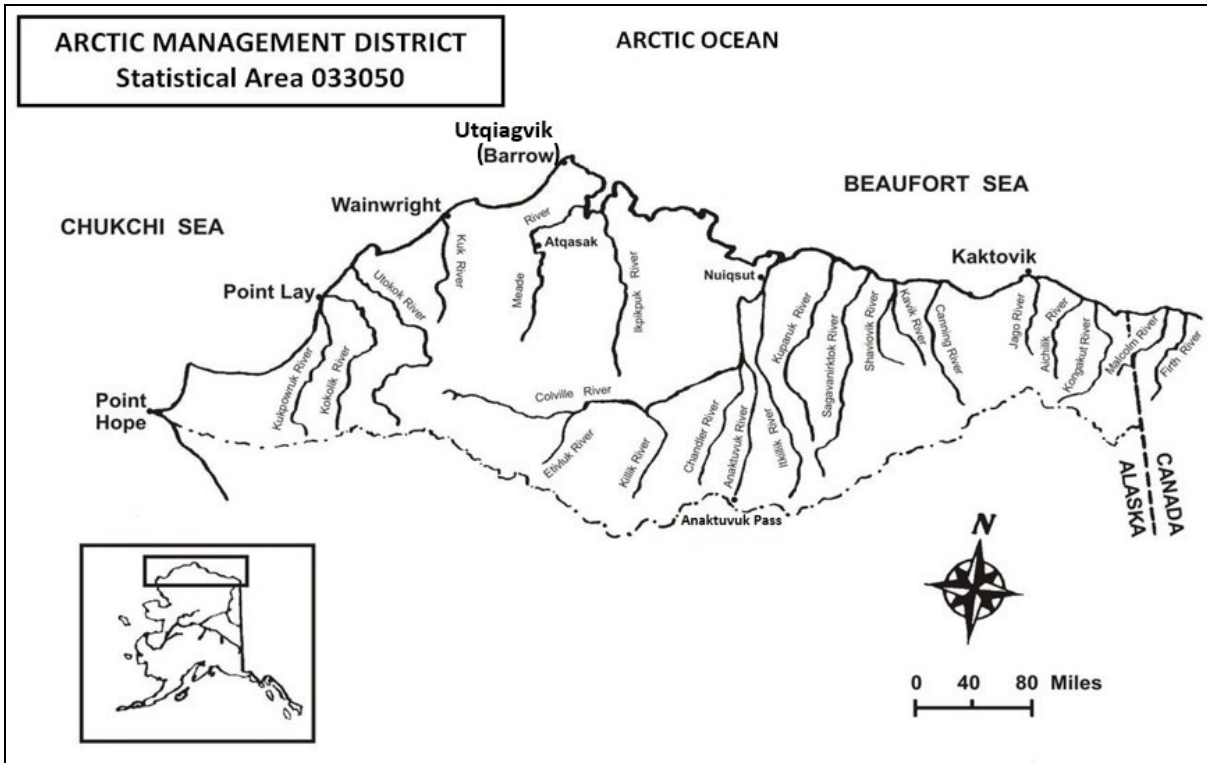 ARCTIC MANAGEMENT DISTRICT
Statistical Area 033050
ARCTIC OCEAN
Utqiagvik
(Barrow)
BEAUFORT SEA
Wainwright
CHUKCHI SEA
River
Atqasak
Kaktovik
Kuk River
Nuiqsut
Point Lay
Utokok River
Meade
Ikpikpuk River
Kuparuk River
Sagavanirktok River
Shaviovik River
Kavik River
Canning River
Jago River
Aichilik River
Kongakut River
Malcolm River
Firth River
Kukpowruk River
Kokolik River
Colville River
Point
Hope
Etivluk River
Killik River
Chandler River
Anaktuvuk River
Itkillik River
CANADA
ALASKA
Anaktuvuk Pass
N
0 40 80 Miles